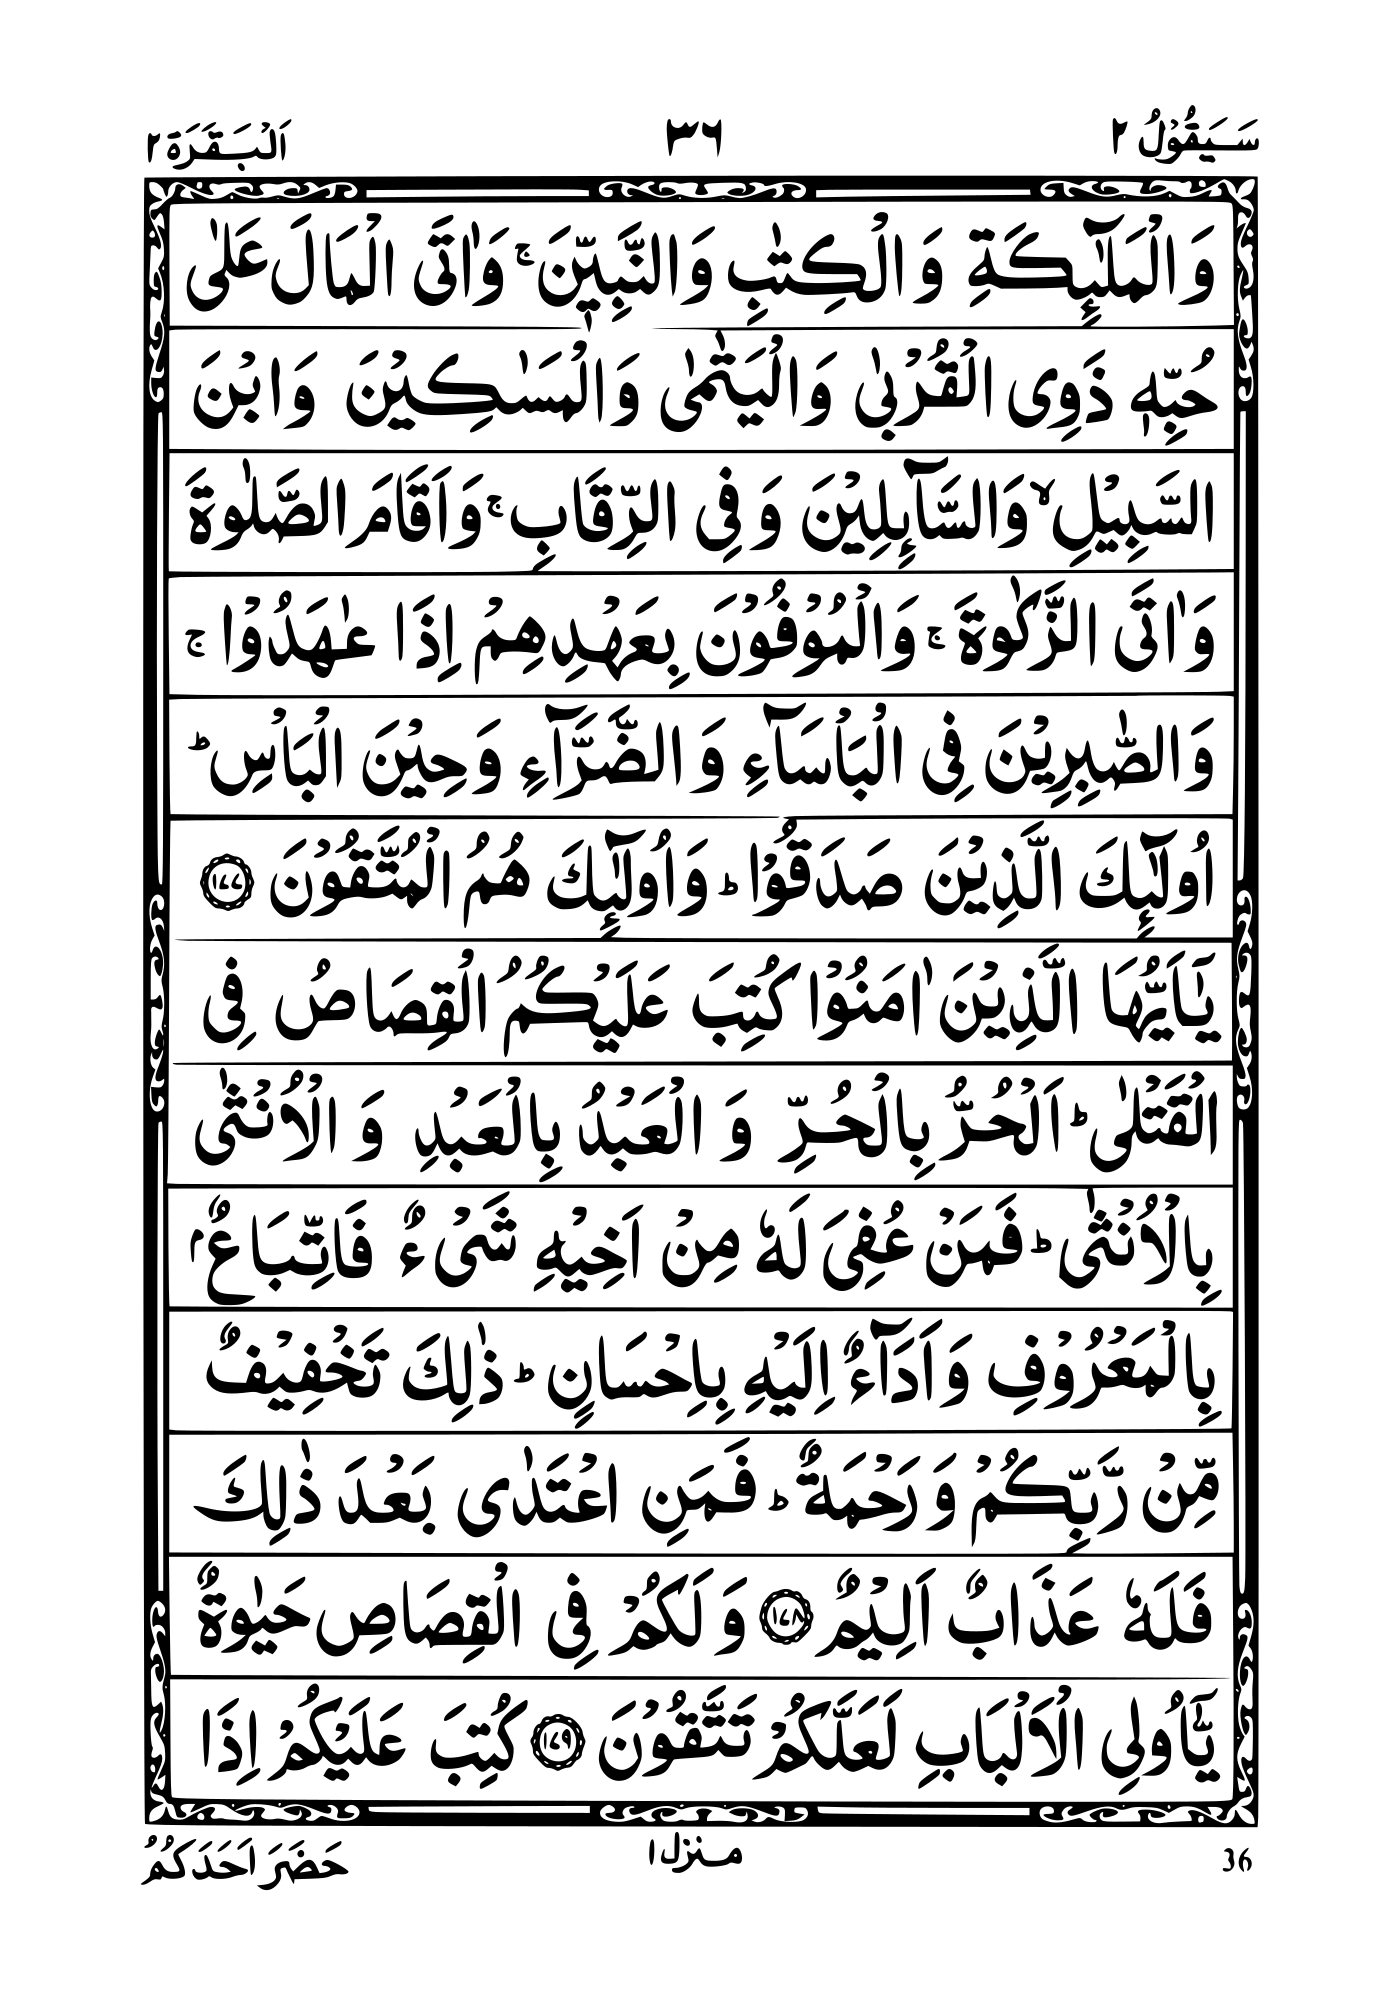 سَيَقُوْلُ ٢
٣٦
اَلْبَقَرَة ٢
وَالْمَلٰٓئِكَةِ وَالْكِتٰبِ وَالنَّبِيّٖنَ ۚ وَاٰتَى الْمَالَ عَلٰى
حُبِّهٖ ذَوِى الْقُرْبٰى وَالْيَتٰمٰى وَالْمَسٰكِيْنَ وَابْنَ
السَّبِيْلِ ۙ وَالسَّآئِلِيْنَ وَفِى الرِّقَابِ ۚ وَاَقَامَ الصَّلٰوةَ
وَاٰتَى الزَّكٰوةَ ۚ وَالْمُوْفُوْنَ بِعَهْدِهِمْ اِذَا عٰهَدُوْا ۚ
وَالصّٰبِرِيْنَ فِى الْبَاْسَآءِ وَالضَّرَّآءِ وَحِيْنَ الْبَاْسِ ؕ
اُولٰٓئِكَ الَّذِيْنَ صَدَقُوْا ؕ وَاُولٰٓئِكَ هُمُ الْمُتَّقُوْنَ ۝۱۷۷
يٰۤاَيُّهَا الَّذِيْنَ اٰمَنُوْا كُتِبَ عَلَيْكُمُ الْقِصَاصُ فِى
الْقَتْلٰى ؕ اَلْحُرُّ بِالْحُرِّ وَ الْعَبْدُ بِالْعَبْدِ وَ الْاُنْثٰى
بِالْاُنْثٰى ؕ فَمَنْ عُفِىَ لَهٗ مِنْ اَخِيْهِ شَىْءٌ فَاتِّبَاعٌۢ
بِالْمَعْرُوْفِ وَاَدَآءٌ اِلَيْهِ بِاِحْسَانٍ ؕ ذٰلِكَ تَخْفِيْفٌ
مِّنْ رَّبِّكُمْ وَرَحْمَةٌ ؕ فَمَنِ اعْتَدٰى بَعْدَ ذٰلِكَ
فَلَهٗ عَذَابٌ اَلِيْمٌ ۝۱۷۸ وَلَكُمْ فِى الْقِصَاصِ حَيٰوةٌ
يّٰۤاُولِى الْاَلْبَابِ لَعَلَّكُمْ تَتَّقُوْنَ ۝۱۷۹ كُتِبَ عَلَيْكُمْ اِذَا
36
منزل ١
حَضَرَ اَحَدَكُمُ